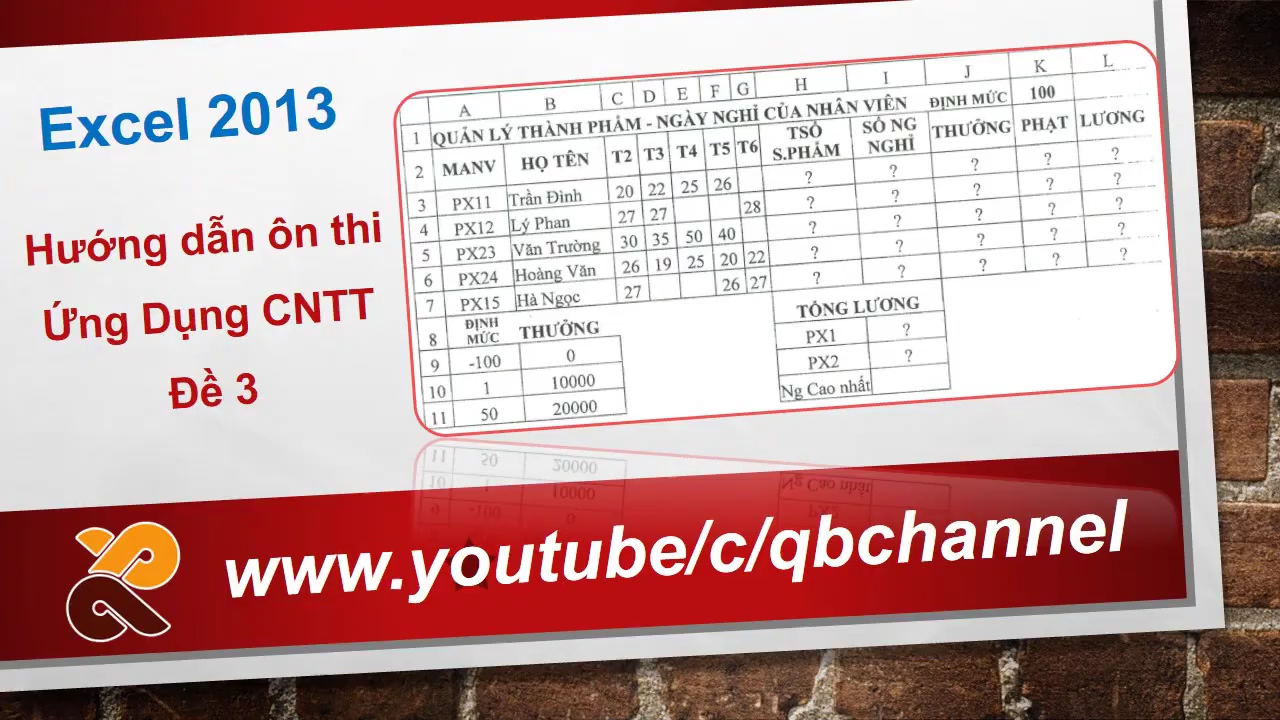 Excel 2013
Hướng dẫn ôn thi
Ứng Dụng CNTT
Đề 3
A B C D E F G H I J K L
1 QUẢN LÝ THÀNH PHẨM - NGÀY NGHỈ CỦA NHÂN VIÊN ĐỊNH MỨC 100
2 MANV HỌ TÊN T2 T3 T4 T5 T6 TSỐ S.PHẨM SỐ NG NGHỈ THƯỞNG PHẠT LƯƠNG
3 PX11 Trần Đình 20 22 25 26 ? ? ? ? ?
4 PX12 Lý Phan 27 27 28 ? ? ? ? ?
5 PX23 Văn Trường 30 35 50 40 ? ? ? ? ?
6 PX24 Hoàng Văn 26 19 25 20 22 ? ? ? ? ?
7 PX15 Hà Ngọc 27 26 27 ? ? ? ? ?
8 ĐỊNH MỨC THƯỞNG TỔNG LƯƠNG
9 -100 0 PX1 ?
10 1 10000 PX2 ?
11 50 20000 Ng Cao nhất
www.youtube/c/qbchannel